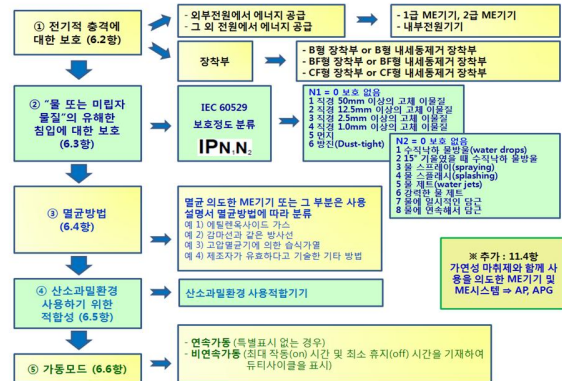 ① 전기적 충격에
대한 보호 (6.2항)
- 외부전원에서 에너지 공급
- 그 외 전원에서 에너지 공급
- 1급 ME기기, 2급 ME기기
- 내부전원기기
장착부
- B형 장착부 or B형 내세동제거 장착부
- BF형 장착부 or BF형 내세동제거 장착부
- CF형 장착부 or CF형 내세동제거 장착부
② "물 또는 미립자
물질"의 유해한
침입에 대한 보호
(6.3항)
IEC 60529
보호정도 분류
IPN₁N₂
N1 = 0 보호 없음
1 직경 50mm 이상의 고체 이물질
2 직경 12.5mm 이상의 고체 이물질
3 직경 2.5mm 이상의 고체 이물질
4 직경 1.0mm 이상의 고체 이물질
5 먼지
6 방진(Dust-tight)
N2 = 0 보호 없음
1 수직낙하 물방울(water drops)
2 15° 기울였을 때 수직낙하 물방울
3 물 스프레이(spraying)
4 물 스플래시(splashing)
5 물 제트(water jets)
6 강력한 물 제트
7 물에 일시적인 담근
8 물에 연속해서 담근
③ 멸균방법
(6.4항)
멸균 의도한 ME기기 또는 그 부분은 사용
설명서 멸균방법에 따라 분류
예 1) 에틸렌옥사이드 가스
예 2) 감마선과 같은 방사선
예 3) 고압멸균기에 의한 습식가열
예 4) 제조자가 유효하다고 기술한 기타 방법
※ 추가 : 11.4항
가연성 마취제와 함께 사
용을 의도한 ME기기 및
ME시스템 ⇒ AP, APG
④ 산소과밀환경
사용하기 위한
적합성 (6.5항)
산소과밀환경 사용적합기기
⑤ 가동모드 (6.6항)
- 연속가동 (특별표시 없는 경우)
- 비연속가동 (최대 작동(on) 시간 및 최소 휴지(off) 시간을 기재하여
듀티사이클을 표시)